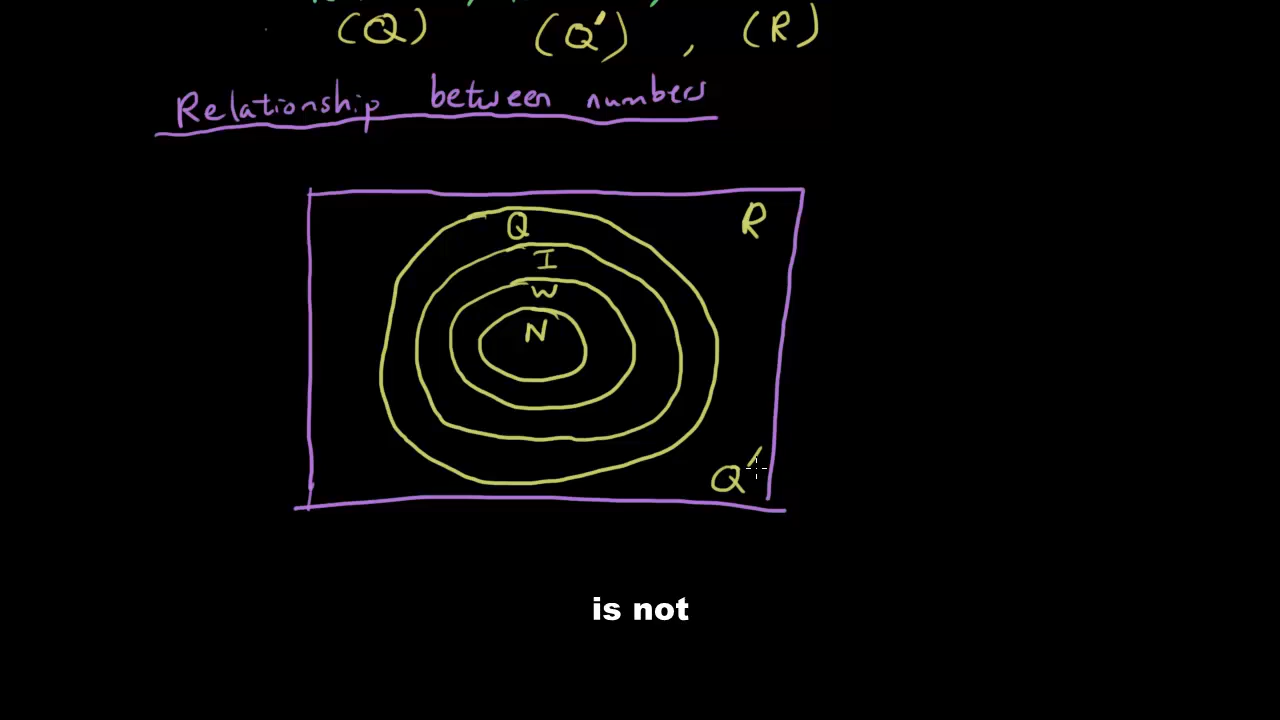 (Q) (Q') , (R)
Relationship between numbers
Q R
I
W
N
Q'
is not